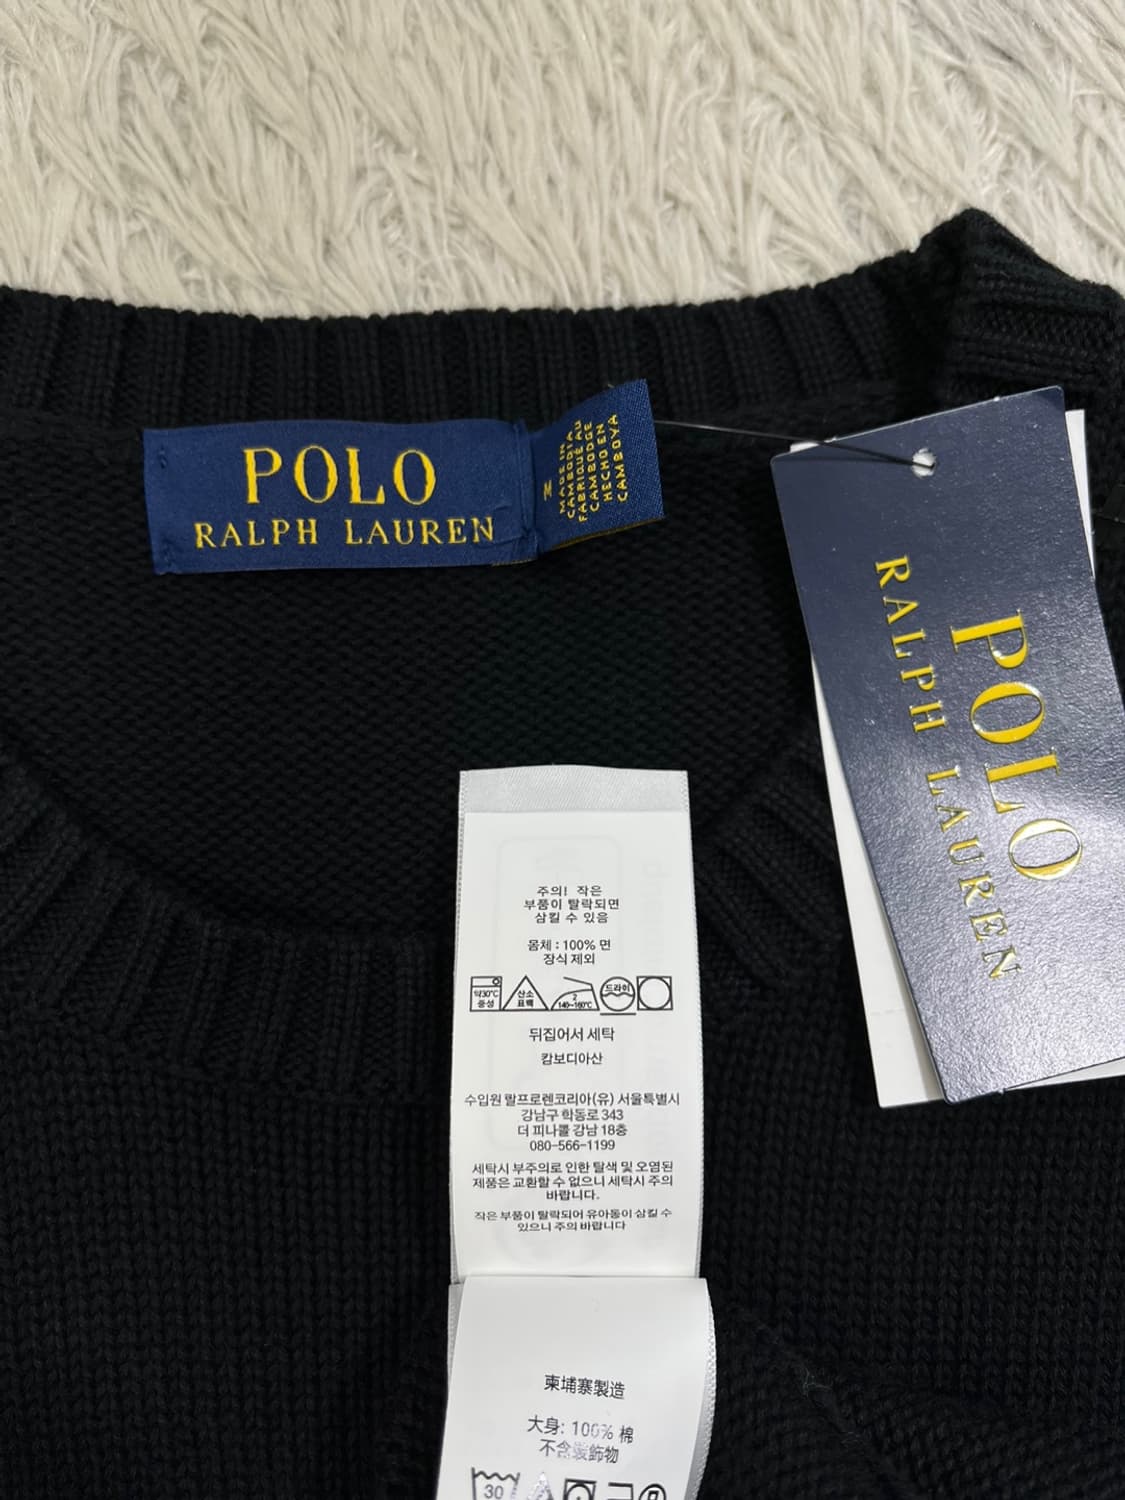 POLO
RALPH LAUREN
M
MADE IN
CAMBODIA
FABRIQUÉ AU
CAMBODGE
HECHO EN
CAMBOYA
POLO
RALPH LAUREN
주의! 작은
부품이 탈락되면
삼킬 수 있음
몸체 : 100% 면
장식 제외
약30℃
중성
산소
표백
2
140~160℃
드라이
뒤집어서 세탁
캄보디아산
수입원 랄프로렌코리아(유) 서울특별시
강남구 학동로 343
더 피나콜 강남 18층
080-566-1199
세탁시 부주의로 인한 탈색 및 오염된
제품은 교환할 수 없으니 세탁시 주의
바랍니다.
작은 부품이 탈락되어 유아동이 삼킬 수
있으니 주의 바랍니다
柬埔寨製造
大身: 100% 棉
不含裝飾物
30